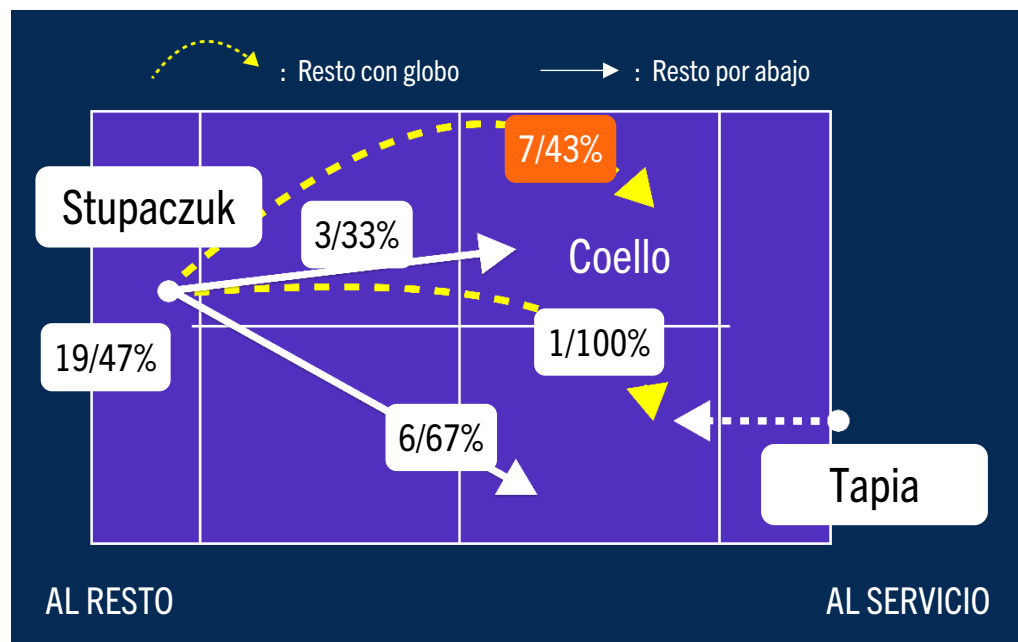 : Resto con globo
: Resto por abajo
7/43%
Stupaczuk
3/33%
Coello
19/47%
1/100%
6/67%
Tapia
AL RESTO
AL SERVICIO